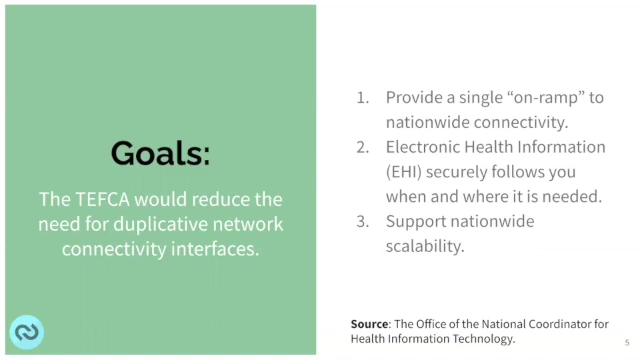 Goals:
The TEFCA would reduce the
need for duplicative network
connectivity interfaces.
1. Provide a single “on-ramp” to
nationwide connectivity.
2. Electronic Health Information
(EHI) securely follows you
when and where it is needed.
3. Support nationwide
scalability.
Source: The Office of the National Coordinator for
Health Information Technology.
5